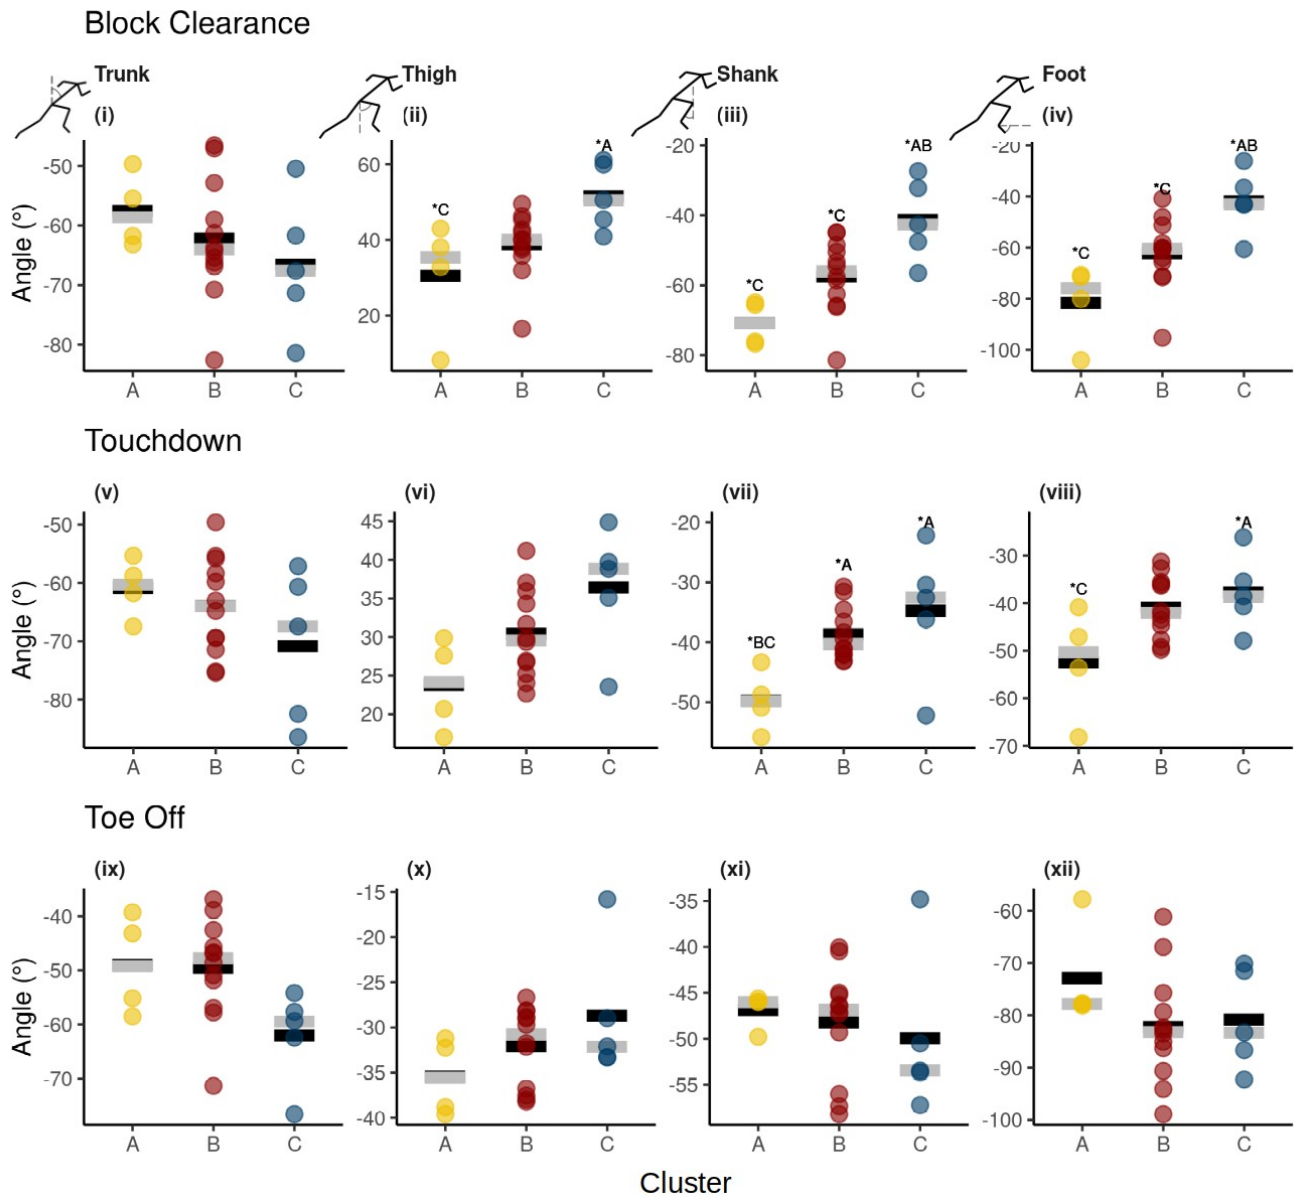 Block Clearance
Trunk Thigh Shank Foot
(i) (ii) (iii) (iv)
-50
-60
-70
-80
Angle (°)
A B C
60
40
20
*C
*A
A B C
-20
-40
-60
-80
*C
*C
*AB
A B C
-20
-40
-60
-80
-100
*C
*C
*AB
A B C
Touchdown
(v) (vi) (vii) (viii)
-50
-60
-70
-80
Angle (°)
A B C
45
40
35
30
25
20
A B C
-20
-30
-40
-50
*BC
*A
*A
A B C
-30
-40
-50
-60
-70
*C
*A
A B C
Toe Off
(ix) (x) (xi) (xii)
-40
-50
-60
-70
Angle (°)
A B C
-15
-20
-25
-30
-35
-40
A B C
-35
-40
-45
-50
-55
A B C
-60
-70
-80
-90
-100
A B C
Cluster